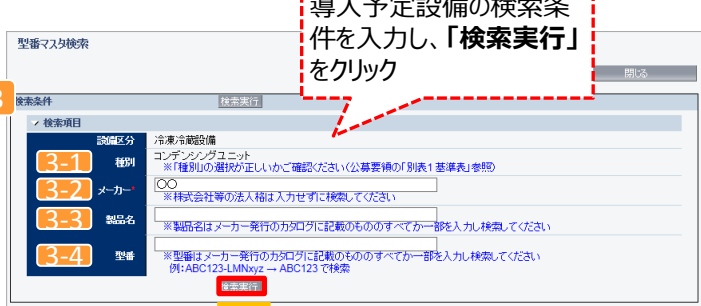 導入予定設備の検索条
件を入力し、「検索実行」
をクリック
型番マスタ検索
閉じる
3
検索条件 検索実行
検索項目
設備区分 冷凍冷蔵設備
3-1 種別 コンデンシングユニット
※「種別」の選択が正しいかご確認ください（公募要領の「別表1 基準表」参照）
3-2 メーカー* 〇〇
※株式会社等の法人格は入力せずに検索してください
3-3 製品名
※製品名はメーカー発行のカタログに記載のもののすべてか一部を入力し検索してください
3-4 型番
※型番はメーカー発行のカタログに記載のもののすべてか一部を入力し検索してください
例：ABC123-LMNxyz → ABC123 で検索
検索実行